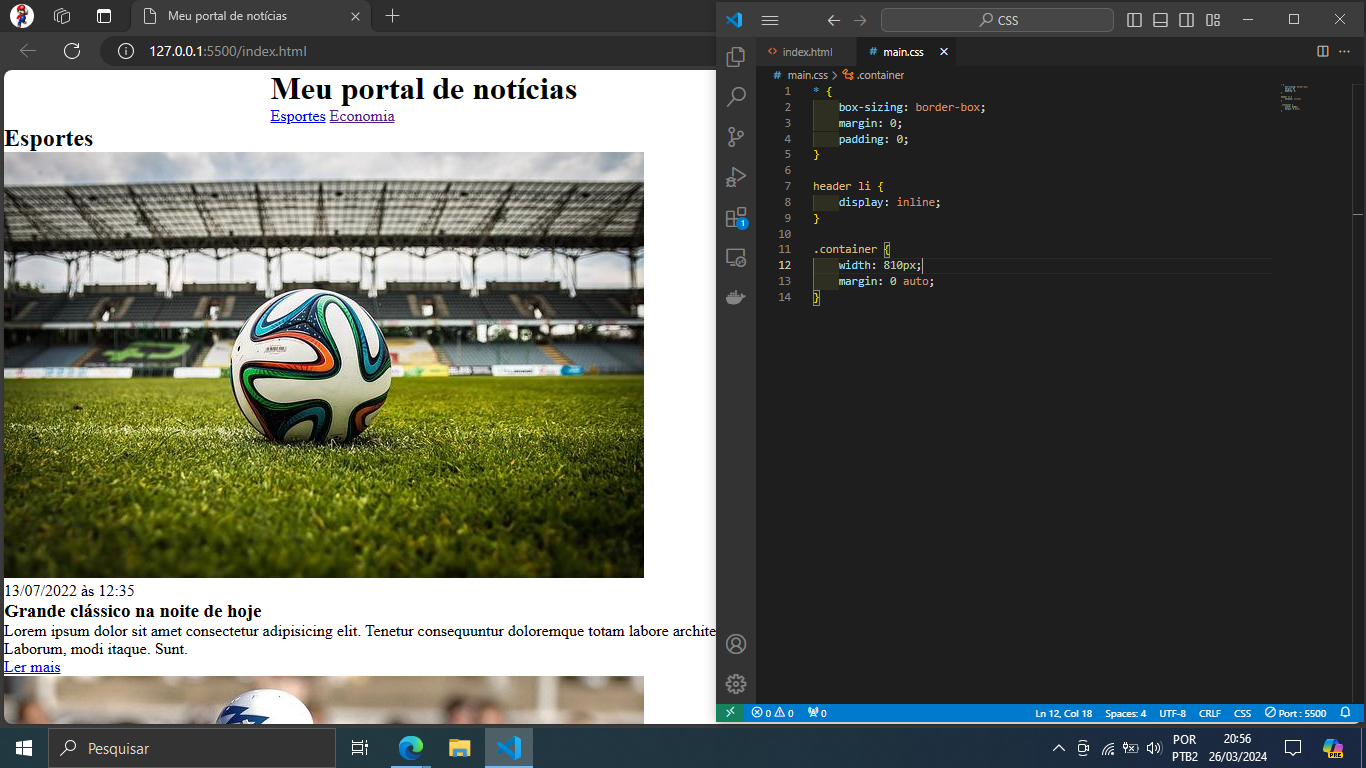 Meu portal de notícias
127.0.0.1:5500/index.html
Meu portal de notícias
Esportes Economia
Esportes
13/07/2022 às 12:35
Grande clássico na noite de hoje
Lorem ipsum dolor sit amet consectetur adipisicing elit. Tenetur consequuntur doloremque totam labore archite
Laborum, modi itaque. Sunt.
Ler mais
CSS
index.html
# main.css
# main.css > .container
1 * {
2 box-sizing: border-box;
3 margin: 0;
4 padding: 0;
5 }
6
7 header li {
8 display: inline;
9 }
10
11 .container {
12 width: 810px;
13 margin: 0 auto;
14 }
1
0 0 0
Ln 12, Col 18 Spaces: 4 UTF-8 CRLF CSS Port : 5500
Pesquisar
POR
PTB2
20:56
26/03/2024
PRE